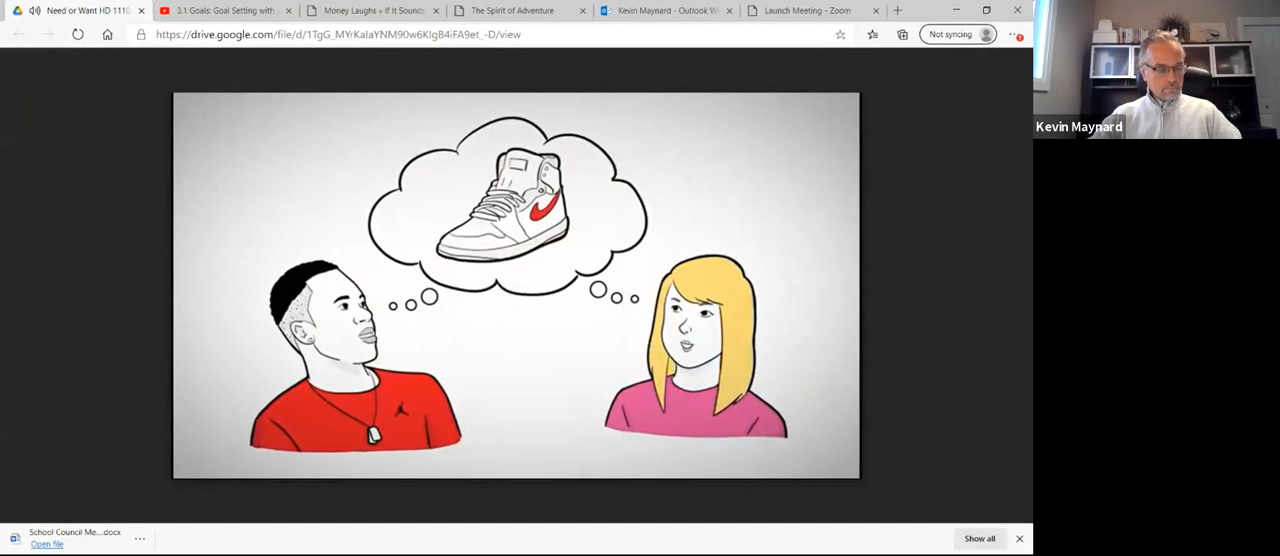 Need or Want HD 1110
3.1 Goals: Goal Setting with
Money Laughs » If It Sounds
The Spirit of Adventure
Kevin Maynard - Outlook W
Launch Meeting - Zoom
https://drive.google.com/file/d/1TgG_MYrKalaYNM90w6KIgB4iFA9et_-D/view
Not syncing
Kevin Maynard
School Council Me....docx
Open file
Show all